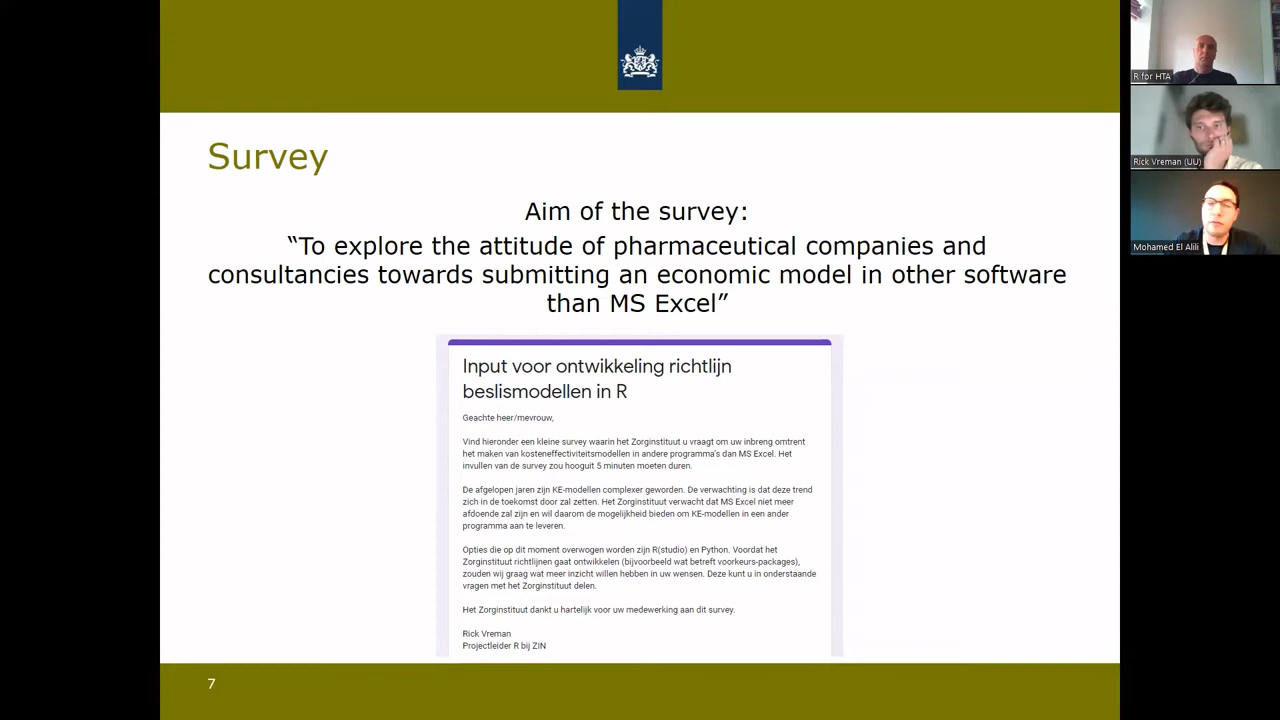 Survey
Aim of the survey:
“To explore the attitude of pharmaceutical companies and
consultancies towards submitting an economic model in other software
than MS Excel”
Input voor ontwikkeling richtlijn
beslismodellen in R
Geachte heer/mevrouw,
Vind hieronder een kleine survey waarin het Zorginstituut u vraagt om uw inbreng omtrent
het maken van kosteneffectiviteitsmodellen in andere programma's dan MS Excel. Het
invullen van de survey zou hooguit 5 minuten moeten duren.
De afgelopen jaren zijn KE-modellen complexer geworden. De verwachting is dat deze trend
zich in de toekomst door zal zetten. Het Zorginstituut verwacht dat MS Excel niet meer
afdoende zal zijn en wil daarom de mogelijkheid bieden om KE-modellen in een ander
programma aan te leveren.
Opties die op dit moment overwogen worden zijn R(studio) en Python. Voordat het
Zorginstituut richtlijnen gaat ontwikkelen (bijvoorbeeld wat betreft voorkeurs-packages),
zouden wij graag wat meer inzicht willen hebben in uw wensen. Deze kunt u in onderstaande
vragen met het Zorginstituut delen.
Het Zorginstituut dankt u hartelijk voor uw medewerking aan dit survey.
Rick Vreman
Projectleider R bij ZIN
7
R for HTA
Rick Vreman (UU)
Mohamed El Alili